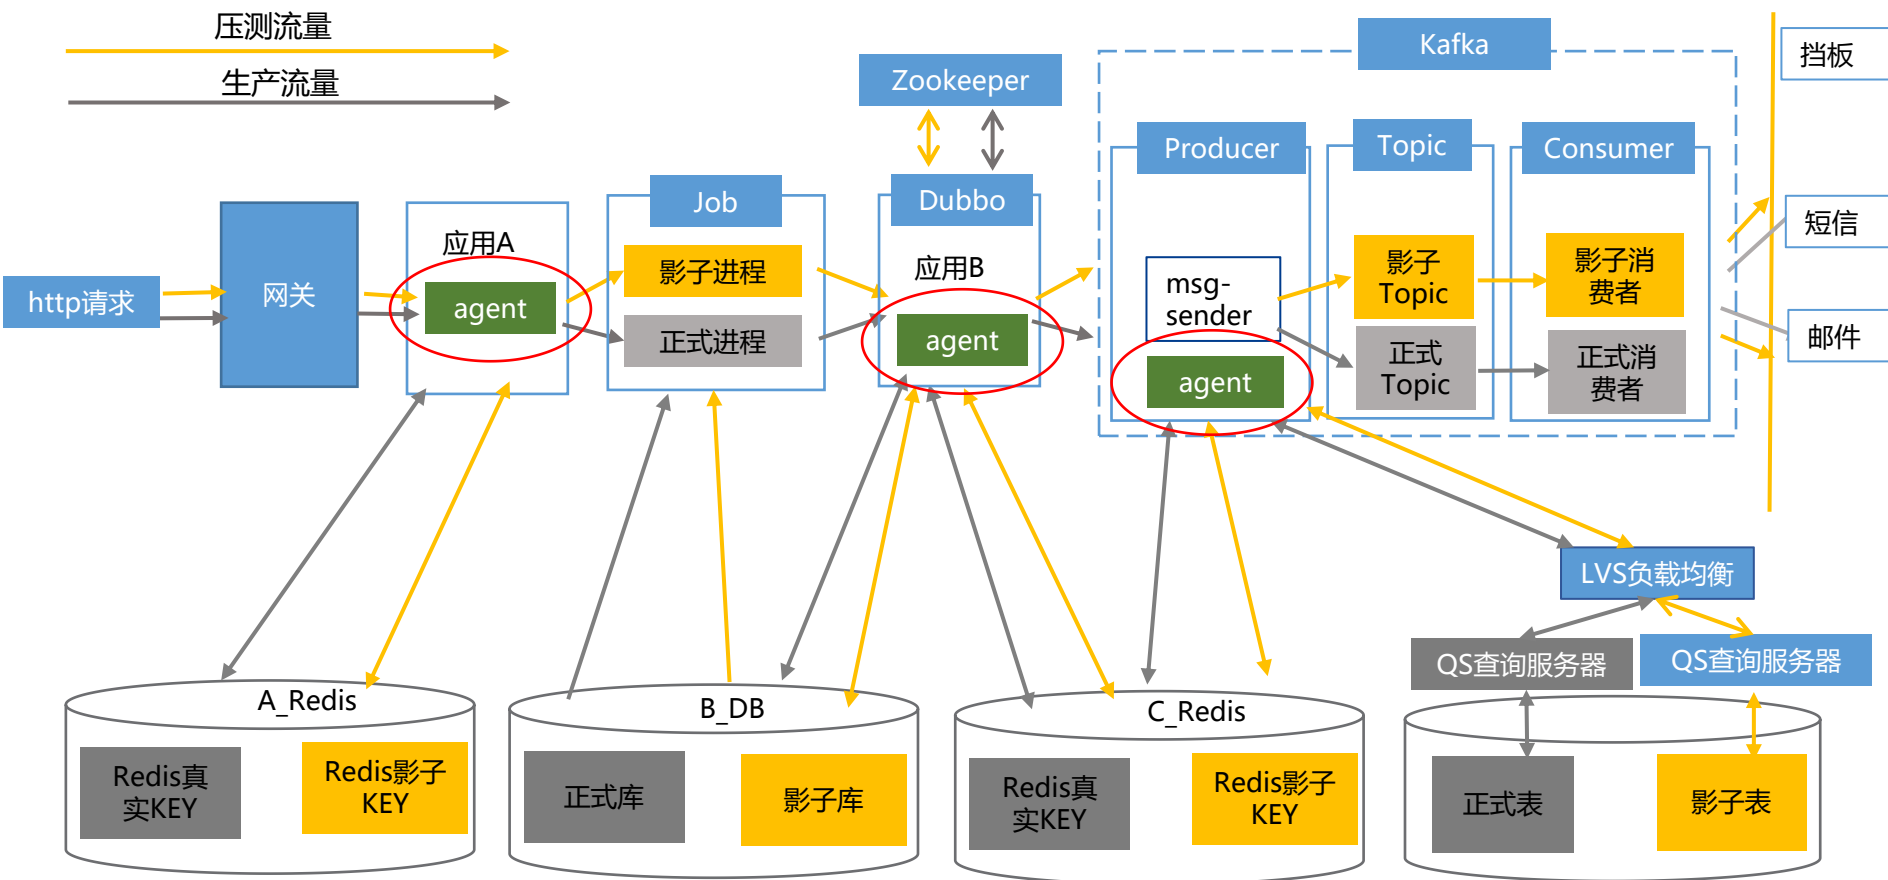 压测流量
生产流量
Kafka
挡板
Zookeeper
Producer
Topic
Consumer
Job
Dubbo
短信
应用A
影子进程
应用B
影子
Topic
影子消
费者
http请求
网关
agent
msg-
sender
正式进程
agent
正式
Topic
正式消
费者
邮件
agent
LVS负载均衡
QS查询服务器
QS查询服务器
A_Redis
B_DB
C_Redis
Redis真
实KEY
Redis影子
KEY
正式库
影子库
Redis真
实KEY
Redis影子
KEY
正式表
影子表